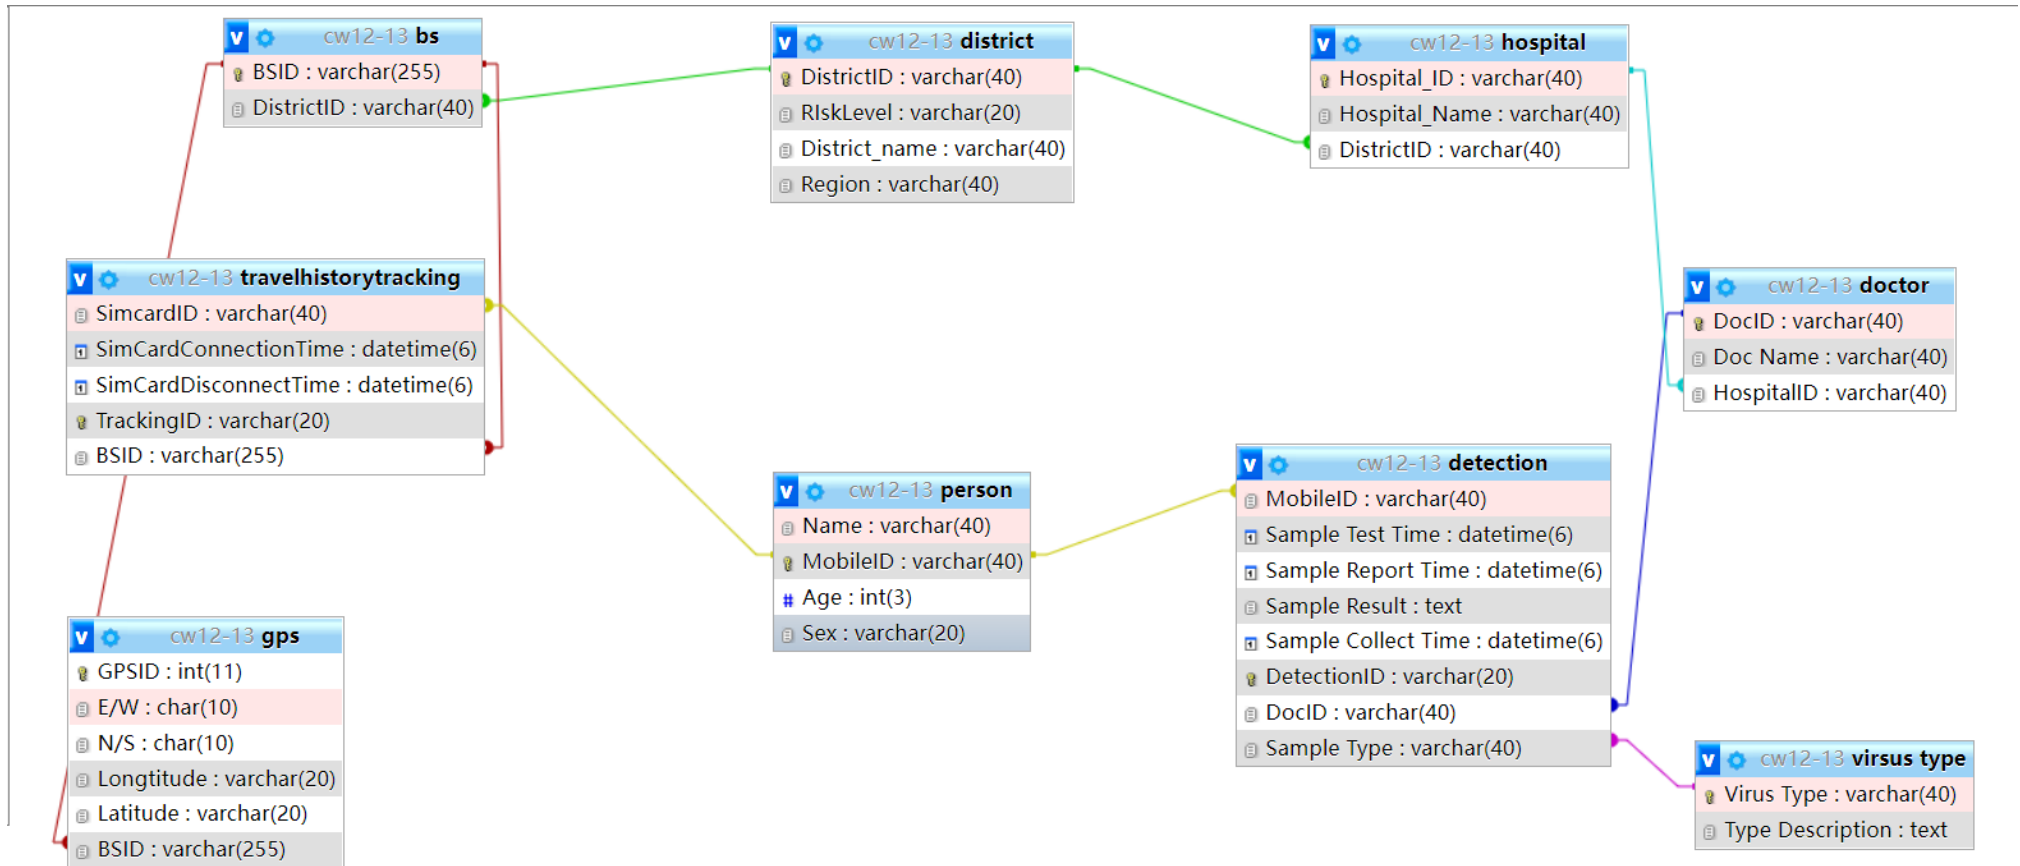 cw12-13 bs
BSID : varchar(255)
DistrictID : varchar(40)
cw12-13 district
DistrictID : varchar(40)
RIskLevel : varchar(20)
District_name : varchar(40)
Region : varchar(40)
cw12-13 hospital
Hospital_ID : varchar(40)
Hospital_Name : varchar(40)
DistrictID : varchar(40)
cw12-13 travelhistorytracking
SimcardID : varchar(40)
SimCardConnectionTime : datetime(6)
SimCardDisconnectTime : datetime(6)
TrackingID : varchar(20)
BSID : varchar(255)
cw12-13 doctor
DocID : varchar(40)
Doc Name : varchar(40)
HospitalID : varchar(40)
cw12-13 person
Name : varchar(40)
MobileID : varchar(40)
Age : int(3)
Sex : varchar(20)
cw12-13 detection
MobileID : varchar(40)
Sample Test Time : datetime(6)
Sample Report Time : datetime(6)
Sample Result : text
Sample Collect Time : datetime(6)
DetectionID : varchar(20)
DocID : varchar(40)
Sample Type : varchar(40)
cw12-13 gps
GPSID : int(11)
E/W : char(10)
N/S : char(10)
Longtitude : varchar(20)
Latitude : varchar(20)
BSID : varchar(255)
cw12-13 virsus type
Virus Type : varchar(40)
Type Description : text